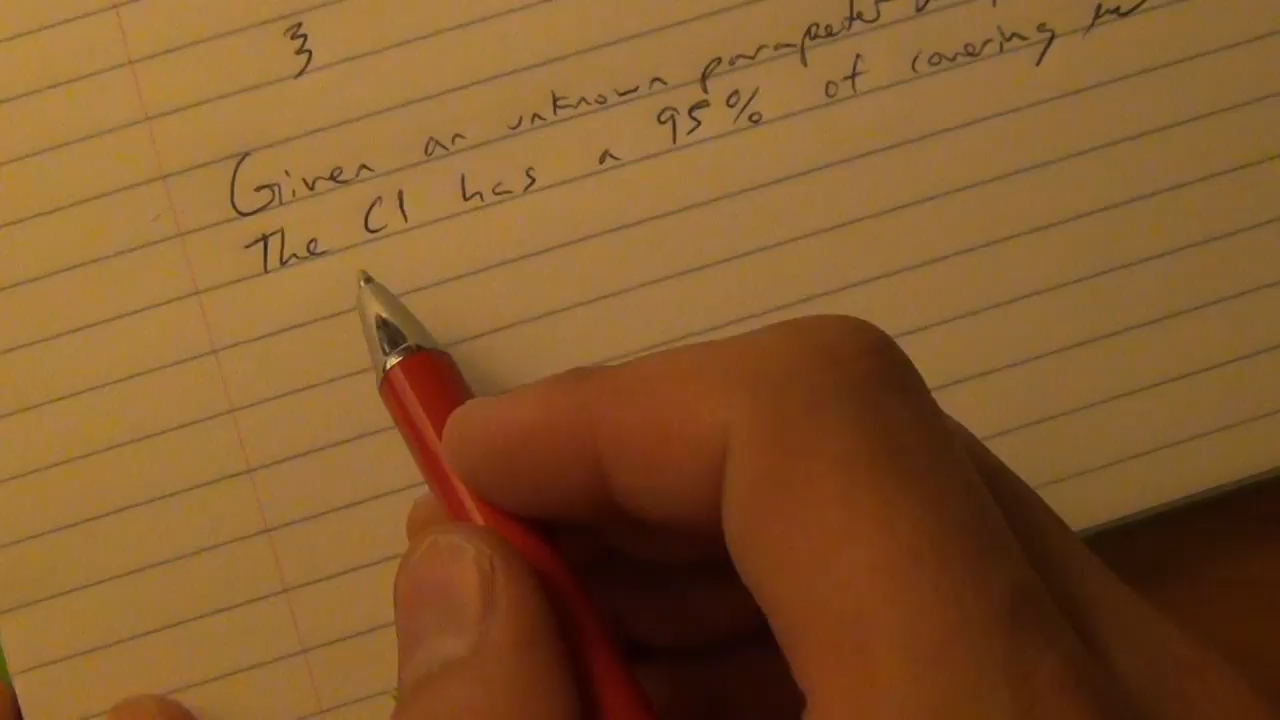 3
Given an unknown parameter
The CI has a 95% of covering μ